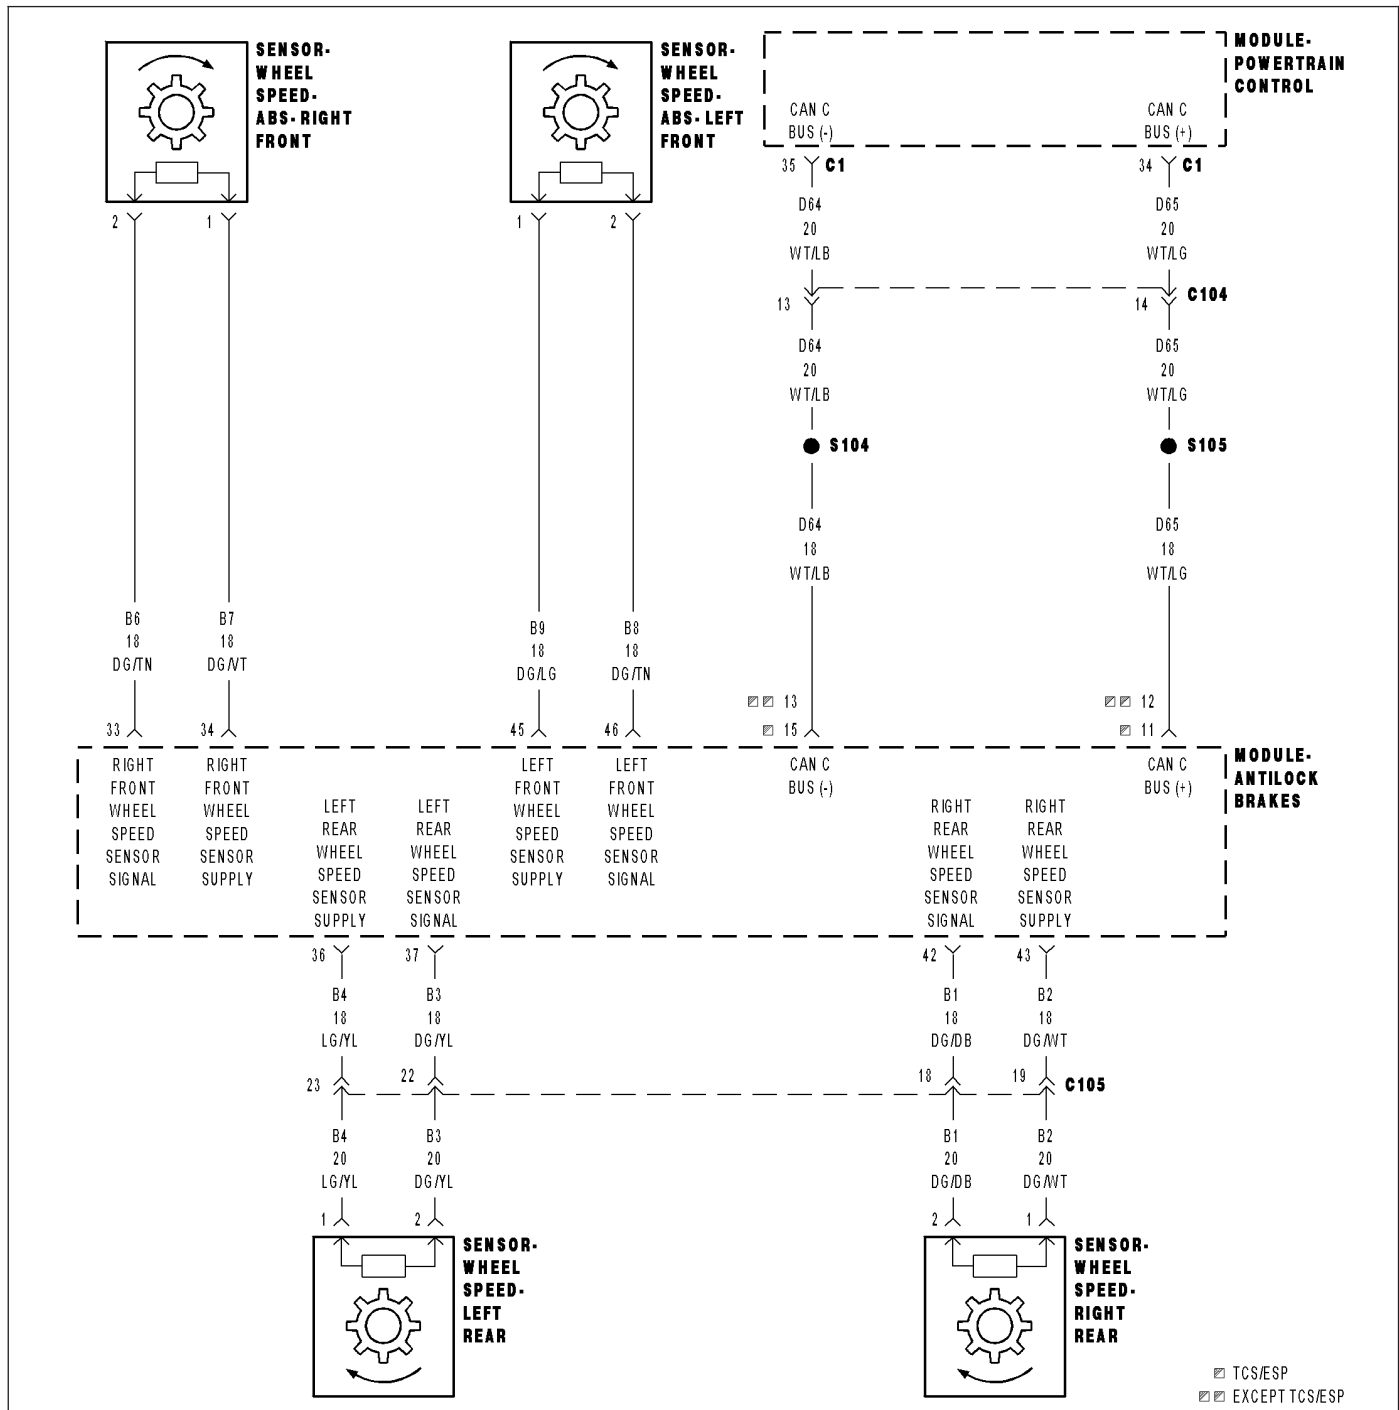 SENSOR-
WHEEL
SPEED-
ABS-RIGHT
FRONT
SENSOR-
WHEEL
SPEED-
ABS-LEFT
FRONT
MODULE-
POWERTRAIN
CONTROL
CAN C
BUS (-)
CAN C
BUS (+)
35 C1
34 C1
2 1
1 2
D64
20
WT/LB
D65
20
WT/LG
13
14 C104
D64
20
WT/LB
D65
20
WT/LG
S104
S105
D64
18
WT/LB
D65
18
WT/LG
B6
18
DG/TN
B7
18
DG/VT
B9
18
DG/LG
B8
18
DG/TN
13
12
33 34 45 46 15 11
MODULE-
ANTILOCK
BRAKES
RIGHT
FRONT
WHEEL
SPEED
SENSOR
SIGNAL
RIGHT
FRONT
WHEEL
SPEED
SENSOR
SUPPLY
LEFT
REAR
WHEEL
SPEED
SENSOR
SUPPLY
LEFT
REAR
WHEEL
SPEED
SENSOR
SIGNAL
LEFT
FRONT
WHEEL
SPEED
SENSOR
SUPPLY
LEFT
FRONT
WHEEL
SPEED
SENSOR
SIGNAL
CAN C
BUS (-)
RIGHT
REAR
WHEEL
SPEED
SENSOR
SIGNAL
RIGHT
REAR
WHEEL
SPEED
SENSOR
SUPPLY
CAN C
BUS (+)
36 37 42 43
B4
18
LG/YL
B3
18
DG/YL
B1
18
DG/DB
B2
18
DG/WT
23 22 18 19 C105
B4
20
LG/YL
B3
20
DG/YL
B1
20
DG/DB
B2
20
DG/WT
1 2
2 1
SENSOR-
WHEEL
SPEED-
LEFT
REAR
SENSOR-
WHEEL
SPEED-
RIGHT
REAR
TCS/ESP
EXCEPT TCS/ESP